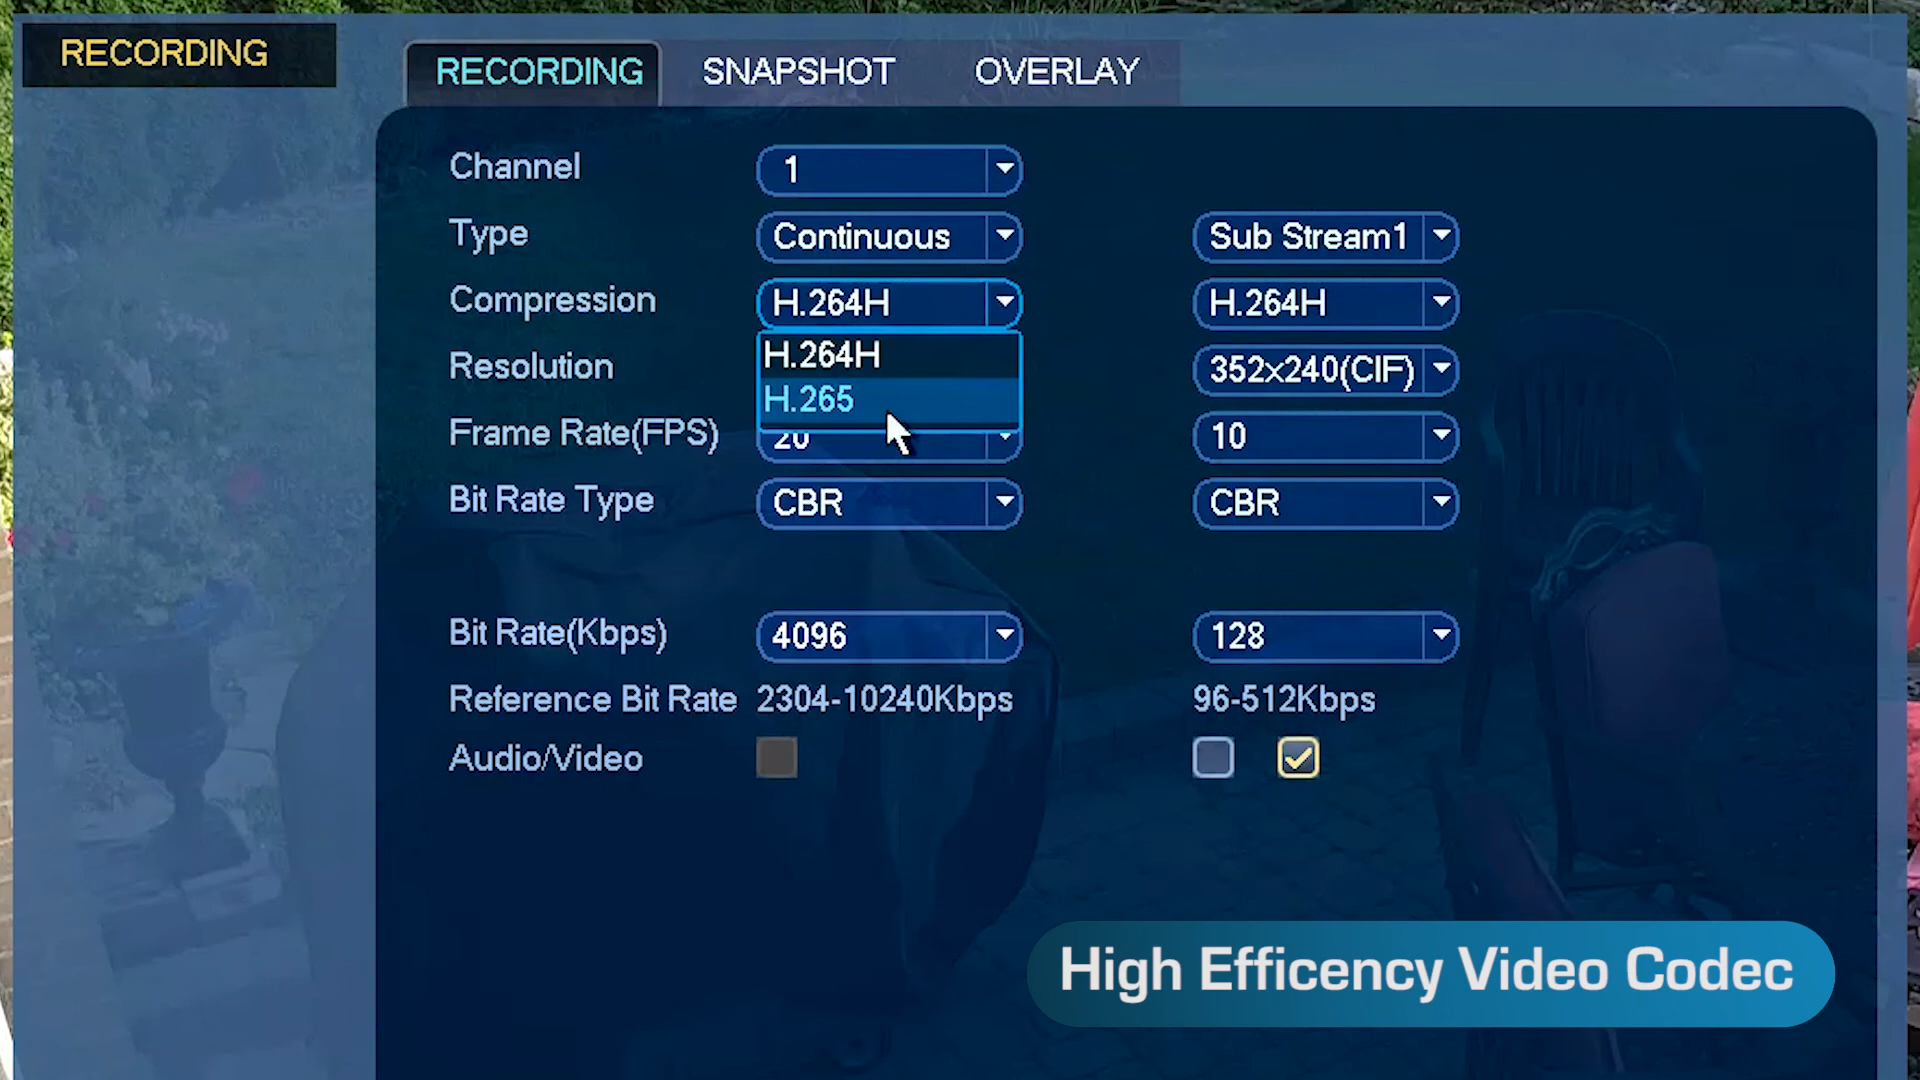 RECORDING
RECORDING SNAPSHOT OVERLAY
Channel 1
Type Continuous Sub Stream1
Compression H.264H H.264H
H.264H
H.265
Resolution 352x240(CIF)
Frame Rate(FPS) 20 10
Bit Rate Type CBR CBR
Bit Rate(Kbps) 4096 128
Reference Bit Rate 2304-10240Kbps 96-512Kbps
Audio/Video
High Efficency Video Codec